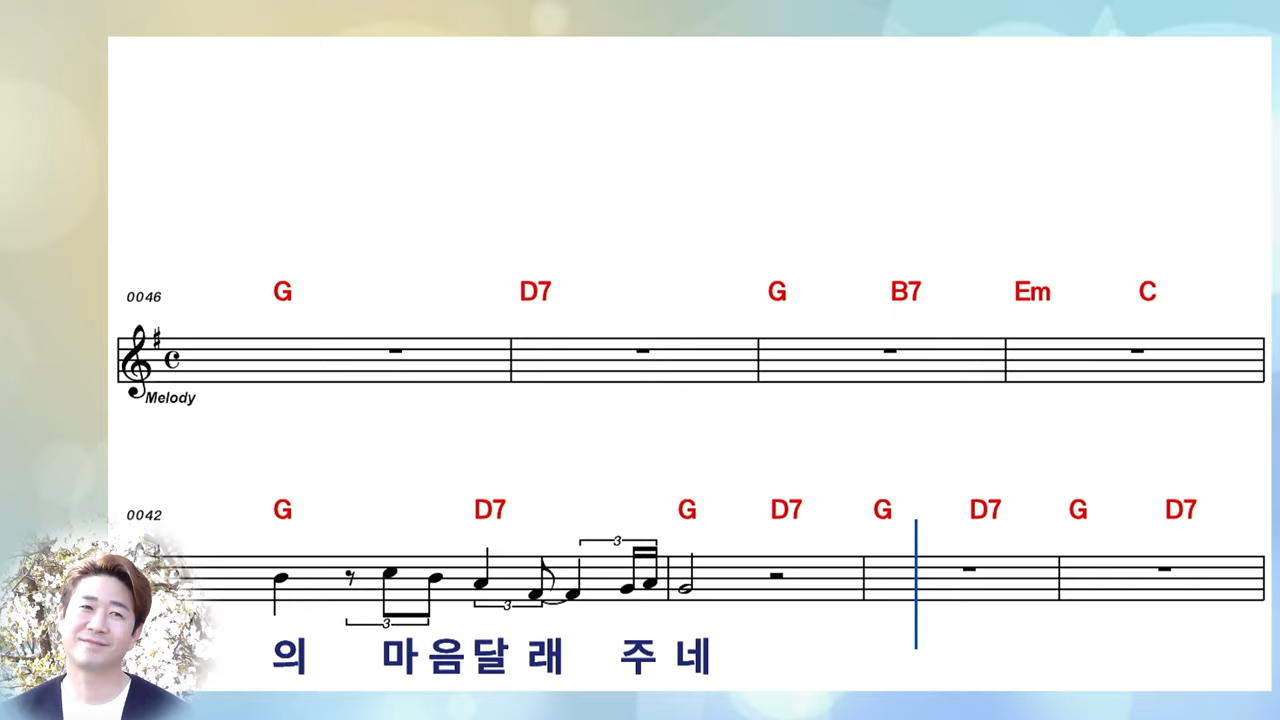 G D7 G B7 Em C
0046
Melody
G D7 G D7 G D7 G D7
0042
3
3
3
의 마음달래 주네